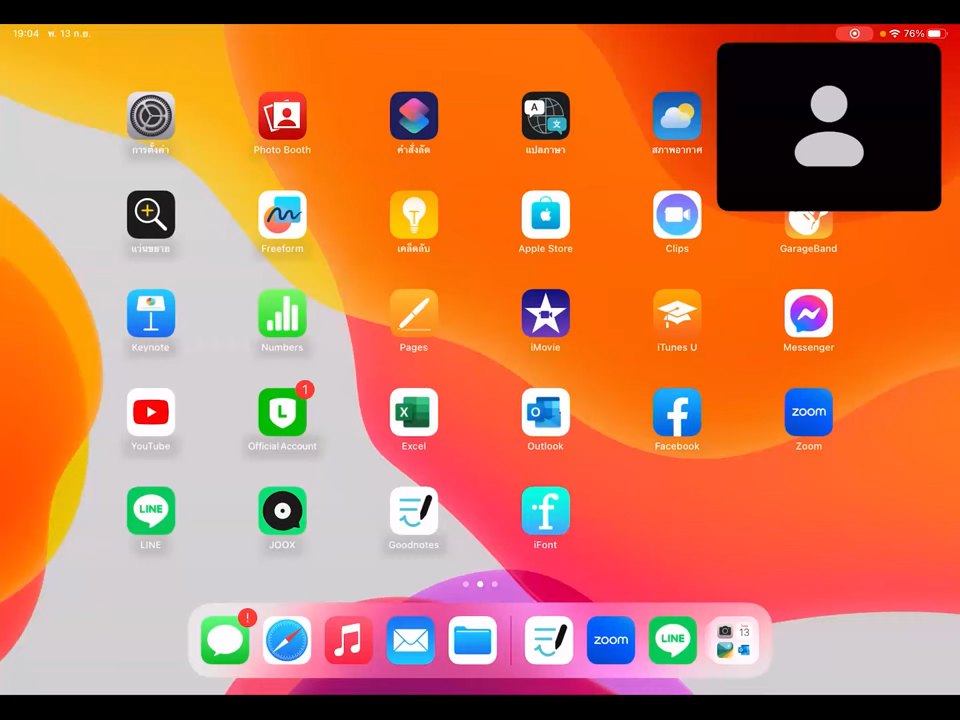 19:04 พ. 13 ก.ย.
76%
การตั้งค่า
Photo Booth
คำสั่งลัด
แปลภาษา
สภาพอากาศ
แว่นขยาย
Freeform
เคล็ดลับ
Apple Store
Clips
GarageBand
Keynote
Numbers
Pages
iMovie
iTunes U
Messenger
YouTube
1
Official Account
Excel
Outlook
Facebook
zoom
Zoom
LINE
LINE
JOOX
Goodnotes
iFont
!
zoom
LINE
13